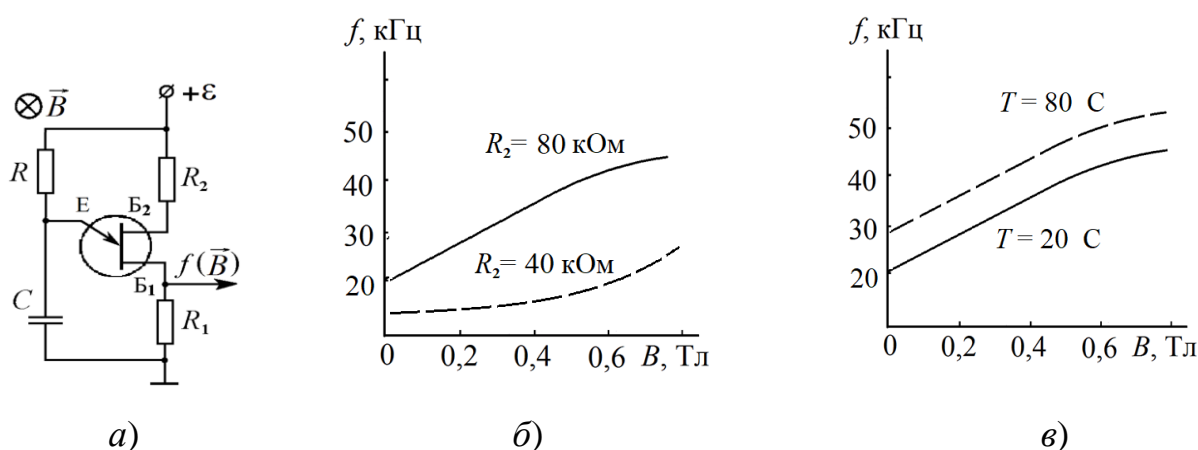 ⊗ B⃗
+ε
R
R₂
E
Б₂
f(B⃗)
Б₁
C
R₁
а)
f, кГц
50
40
30
20
R₂= 80 кОм
R₂= 40 кОм
0 0,2 0,4 0,6 B, Тл
б)
f, кГц
50
40
30
20
T = 80 С
T = 20 С
0 0,2 0,4 0,6 B, Тл
в)